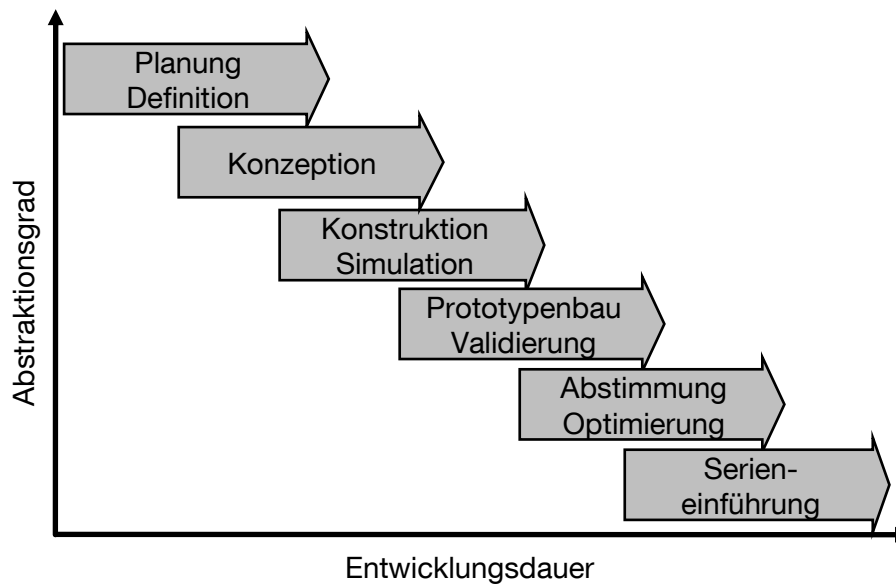 Planung
Definition
Konzeption
Konstruktion
Simulation
Prototypenbau
Validierung
Abstimmung
Optimierung
Serien-
einführung
Abstraktionsgrad
Entwicklungsdauer